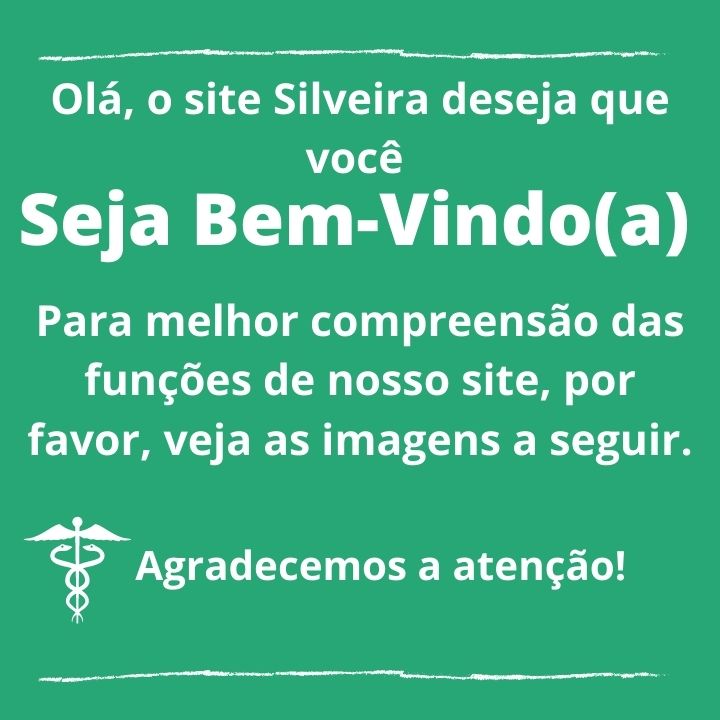 Olá, o site Silveira deseja que
você
Seja Bem-Vindo(a)
Para melhor compreensão das
funções de nosso site, por
favor, veja as imagens a seguir.
Agradecemos a atenção!